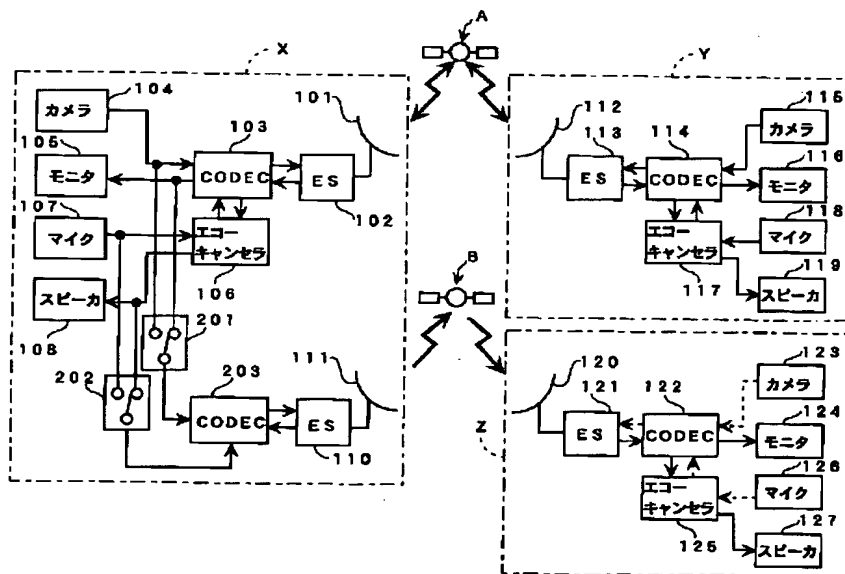 A
X
Y
104
カメラ
105
モニタ
107
マイク
スピーカ
108
103
CODEC
エコー
キャンセラ
106
101
ES
102
201
202
203
CODEC
111
ES
110
B
112
113
ES
114
CODEC
エコー
キャンセラ
117
115
カメラ
116
モニタ
118
マイク
119
スピーカ
Z
120
121
ES
122
CODEC
エコー
キャンセラ
125
123
カメラ
124
モニタ
126
マイク
127
スピーカ